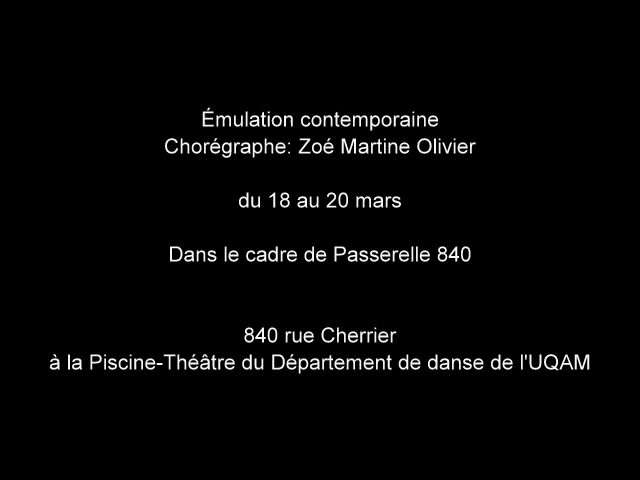 Émulation contemporaine
Chorégraphe: Zoé Martine Olivier
du 18 au 20 mars
Dans le cadre de Passerelle 840
840 rue Cherrier
à la Piscine-Théâtre du Département de danse de l'UQAM